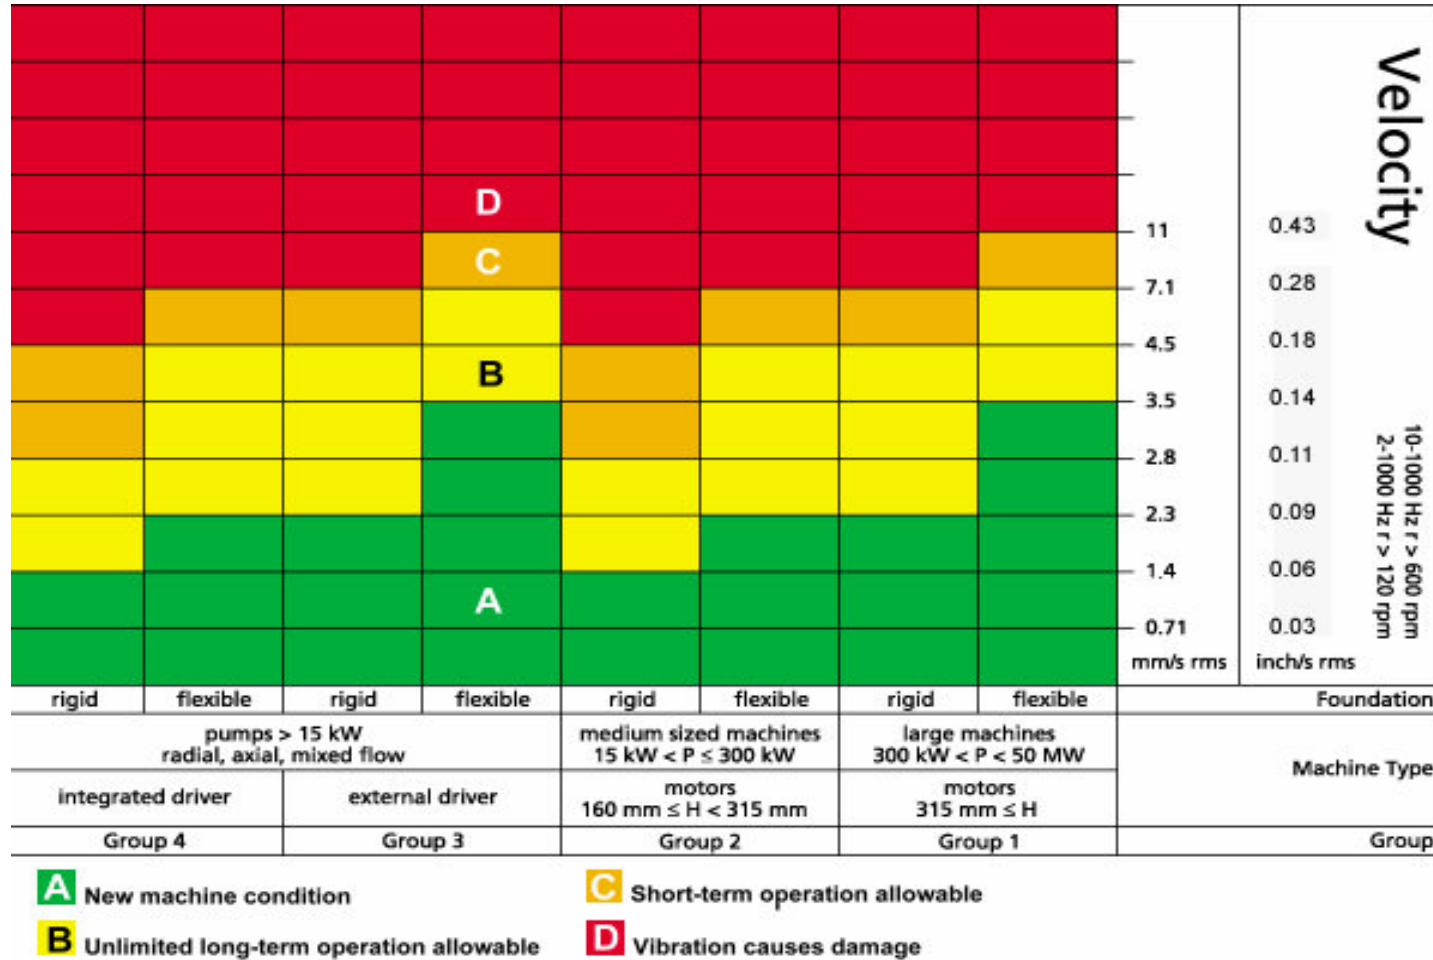 Velocity
10-1000 Hz r > 600 rpm
2-1000 Hz r > 120 rpm
D
11 0.43
C
7.1 0.28
4.5 0.18
B
3.5 0.14
2.8 0.11
2.3 0.09
1.4 0.06
A
0.71 0.03
mm/s rms inch/s rms
rigid flexible rigid flexible rigid flexible rigid flexible Foundation
pumps > 15 kW
radial, axial, mixed flow
medium sized machines
15 kW < P ≤ 300 kW
large machines
300 kW < P < 50 MW
Machine Type
integrated driver
external driver
motors
160 mm ≤ H < 315 mm
motors
315 mm ≤ H
Group 4 Group 3 Group 2 Group 1 Group
A New machine condition
C Short-term operation allowable
B Unlimited long-term operation allowable
D Vibration causes damage